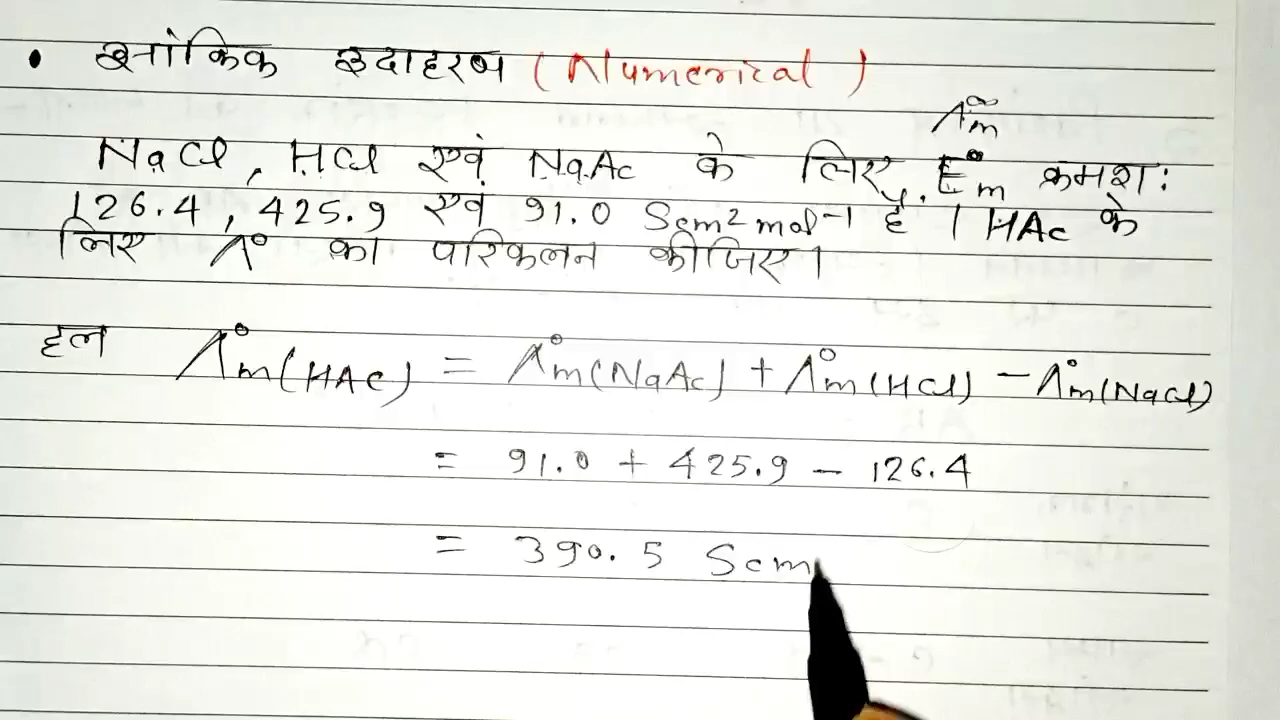 • आंकिक उदाहरण (Numerical)
Λ∞m
NaCl, HCl एवं NaAc के लिए, E°m क्रमश:
126.4, 425.9 एवं 91.0 Scm² mol⁻¹ है । HAc के
लिए Λ° का परिकलन कीजिए।
हल Λ°m(HAc) = Λ°m(NaAc) + Λ°m(HCl) − Λ°m(NaCl)
= 91.0 + 425.9 − 126.4
= 390.5 Scm